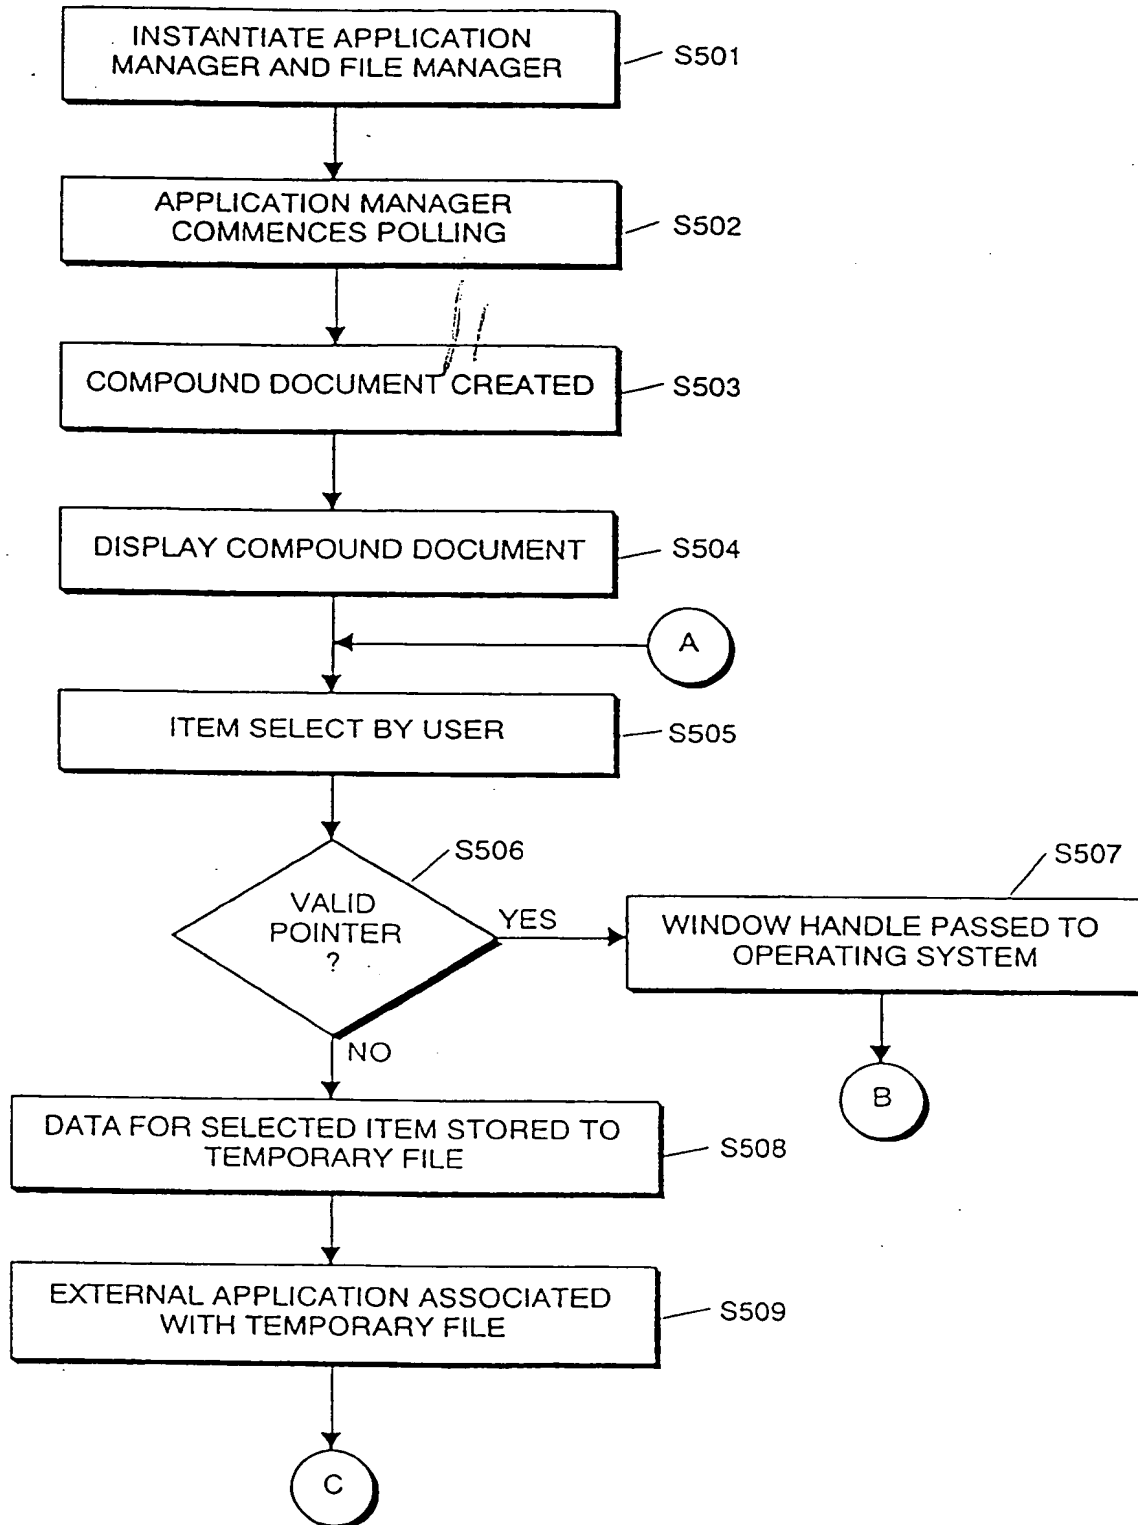 INSTANTIATE APPLICATION
MANAGER AND FILE MANAGER
S501
APPLICATION MANAGER
COMMENCES POLLING
S502
COMPOUND DOCUMENT CREATED
S503
DISPLAY COMPOUND DOCUMENT
S504
A
ITEM SELECT BY USER
S505
S506
VALID
POINTER
?
YES
S507
WINDOW HANDLE PASSED TO
OPERATING SYSTEM
B
NO
DATA FOR SELECTED ITEM STORED TO
TEMPORARY FILE
S508
EXTERNAL APPLICATION ASSOCIATED
WITH TEMPORARY FILE
S509
C